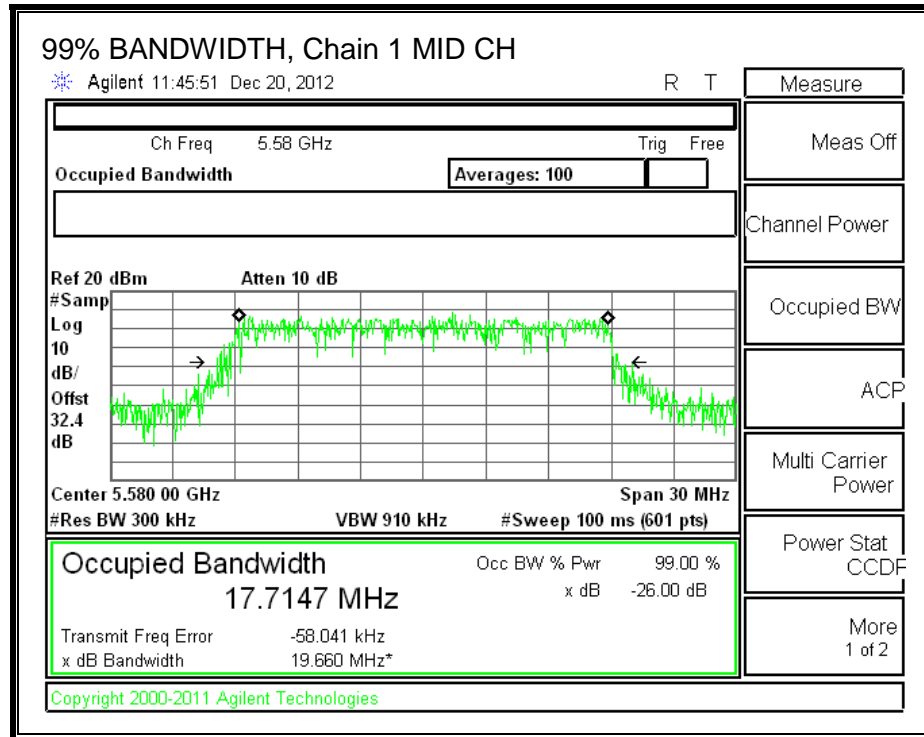 99% BANDWIDTH, Chain 1 MID CH
Agilent 11:45:51 Dec 20, 2012 R T
Measure
Ch Freq 5.58 GHz Trig Free
Occupied Bandwidth Averages: 100
Meas Off
Channel Power
Occupied BW
ACP
Multi Carrier
Power
Power Stat
CCDF
More
1 of 2
Ref 20 dBm Atten 10 dB
#Samp
Log
10
dB/
Offst
32.4
dB
Center 5.580 00 GHz Span 30 MHz
#Res BW 300 kHz VBW 910 kHz #Sweep 100 ms (601 pts)
Occupied Bandwidth
17.7147 MHz
Occ BW % Pwr 99.00 %
x dB -26.00 dB
Transmit Freq Error -58.041 kHz
x dB Bandwidth 19.660 MHz*
Copyright 2000-2011 Agilent Technologies